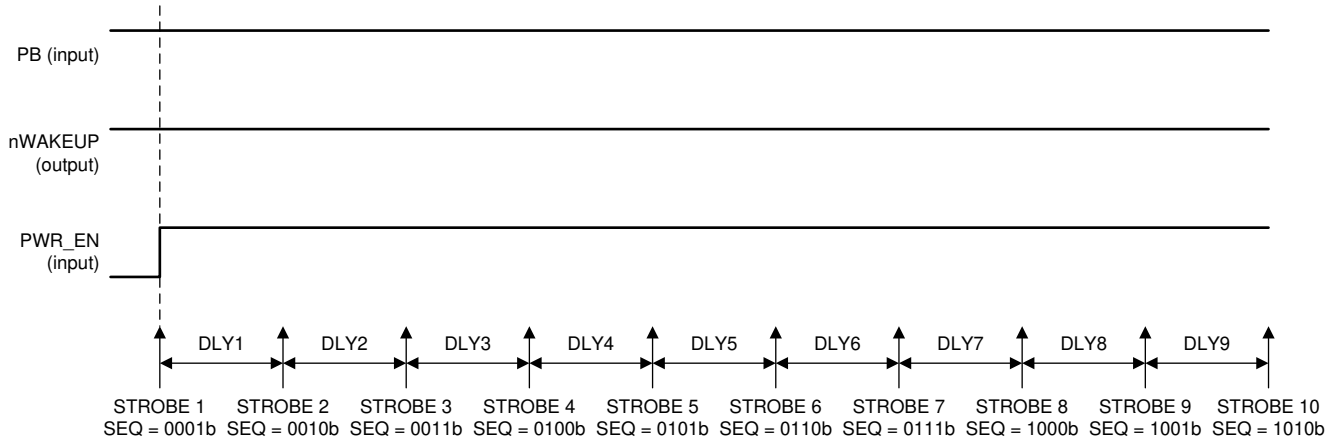 PB (input)
nWAKEUP
(output)
PWR_EN
(input)
DLY1 DLY2 DLY3 DLY4 DLY5 DLY6 DLY7 DLY8 DLY9
STROBE 1 STROBE 2 STROBE 3 STROBE 4 STROBE 5 STROBE 6 STROBE 7 STROBE 8 STROBE 9 STROBE 10
SEQ = 0001b SEQ = 0010b SEQ = 0011b SEQ = 0100b SEQ = 0101b SEQ = 0110b SEQ = 0111b SEQ = 1000b SEQ = 1001b SEQ = 1010b